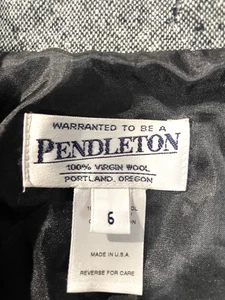 WARRANTED TO BE A
PENDLETON
100% VIRGIN WOOL
PORTLAND, OREGON
6
MADE IN U.S.A
REVERSE FOR CARE